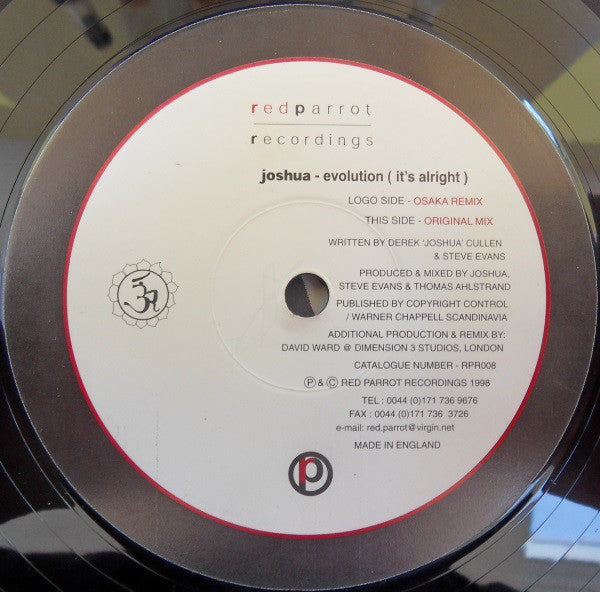 redparrot
recordings
joshua - evolution ( it's alright )
LOGO SIDE - OSAKA REMIX
THIS SIDE - ORIGINAL MIX
WRITTEN BY DEREK 'JOSHUA' CULLEN
& STEVE EVANS
PRODUCED & MIXED BY JOSHUA,
STEVE EVANS & THOMAS AHLSTRAND
PUBLISHED BY COPYRIGHT CONTROL
/ WARNER CHAPPELL SCANDINAVIA
ADDITIONAL PRODUCTION & REMIX BY:
DAVID WARD @ DIMENSION 3 STUDIOS, LONDON
CATALOGUE NUMBER - RPR008
Ⓟ & © RED PARROT RECORDINGS 1998
TEL : 0044 (0)171 736 9676
FAX : 0044 (0)171 736 3726
e-mail: red.parrot@virgin.net
MADE IN ENGLAND
rp